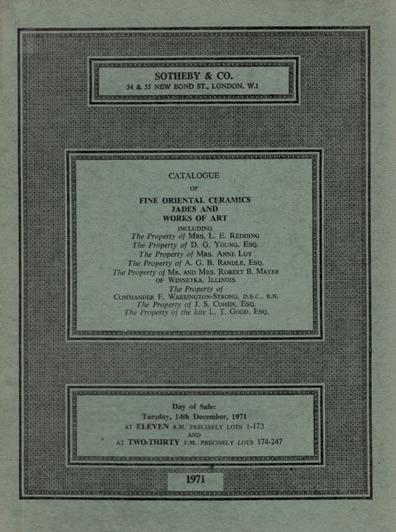 SOTHEBY & CO.
34 & 35 NEW BOND ST., LONDON, W.1
CATALOGUE
OF
FINE ORIENTAL CERAMICS
JADES AND
WORKS OF ART
INCLUDING
The Property of MRS. L. E. REDDING
The Property of D. G. YOUNG, ESQ.
The Property of MRS. ANNE LOY
The Property of A. G. B. RANDLE, ESQ.
The Property of MR. AND MRS. ROBERT B. MAYER
OF WINNETKA, ILLINOIS
The Property of
COMMANDER F. WARRINGTON-STRONG, D.S.C., R.N.
The Property of J. S. COHEN, ESQ.
The Property of the late L. T. GOOD, ESQ.
Day of Sale:
Tuesday, 14th December, 1971
AT ELEVEN A.M. PRECISELY LOTS 1-173
AND
AT TWO-THIRTY P.M. PRECISELY LOTS 174-247
1971